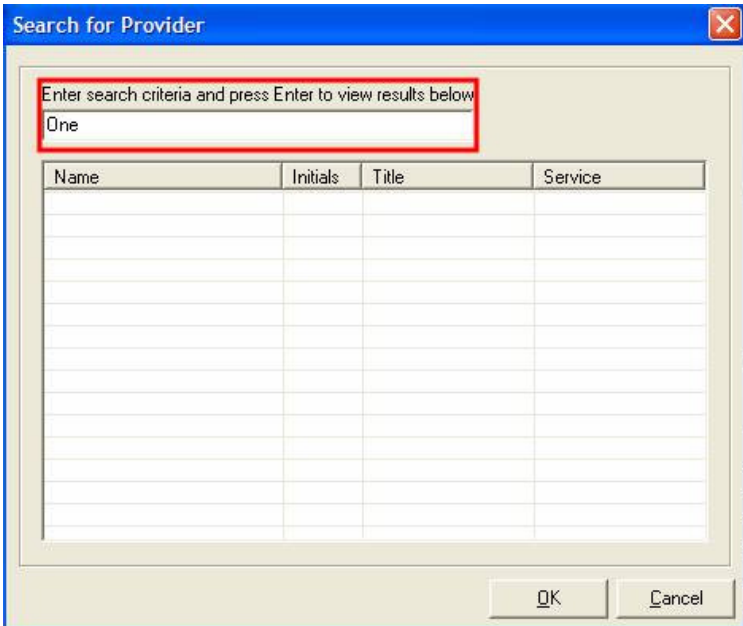 Search for Provider
Enter search criteria and press Enter to view results below
One
Name Initials Title Service
OK Cancel